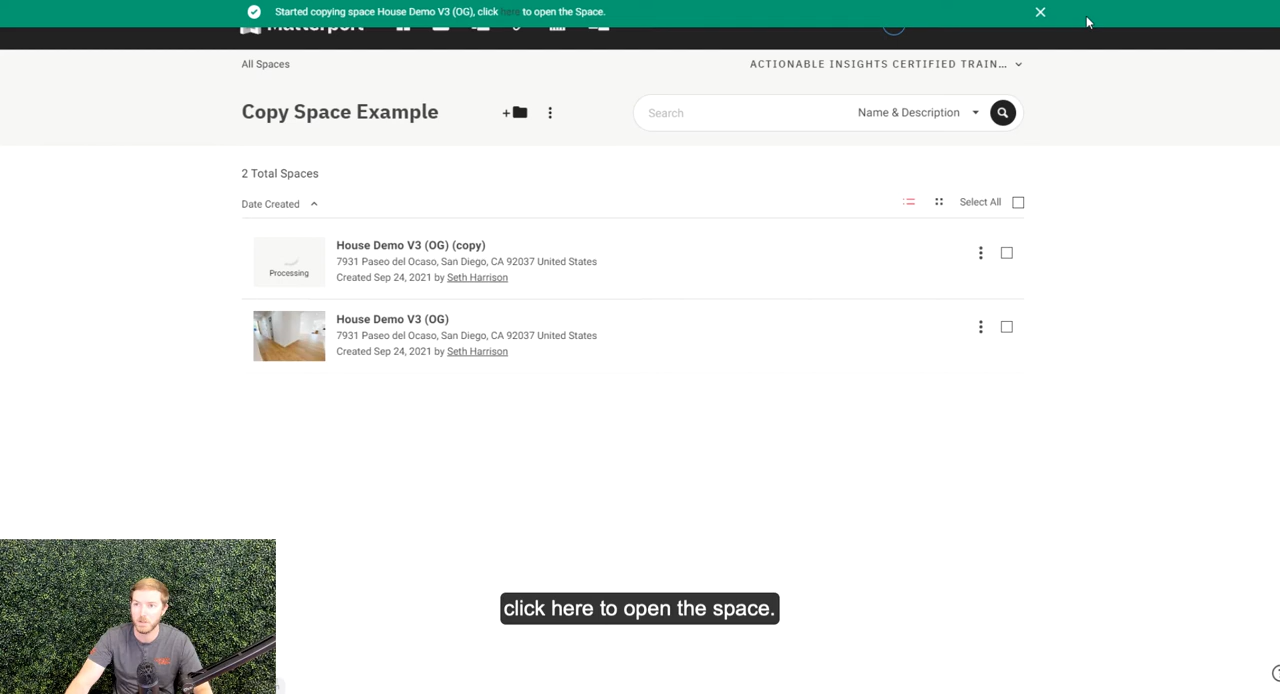 Started copying space House Demo V3 (OG), click here to open the Space.
Matterport
All Spaces
ACTIONABLE INSIGHTS CERTIFIED TRAIN...
Copy Space Example
Search
Name & Description
2 Total Spaces
Date Created
Select All
House Demo V3 (OG) (copy)
7931 Paseo del Ocaso, San Diego, CA 92037 United States
Created Sep 24, 2021 by Seth Harrison
Processing
House Demo V3 (OG)
7931 Paseo del Ocaso, San Diego, CA 92037 United States
Created Sep 24, 2021 by Seth Harrison
click here to open the space.